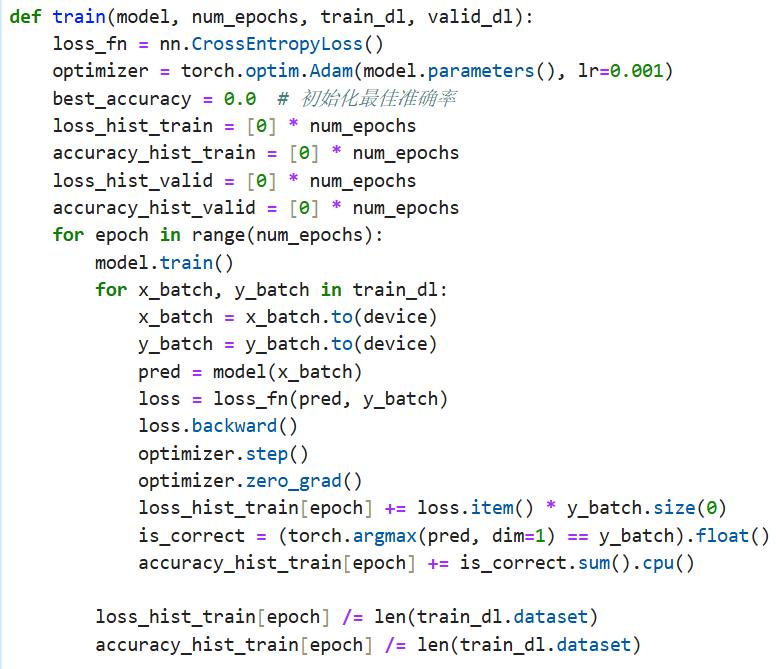 def train(model, num_epochs, train_dl, valid_dl):
    loss_fn = nn.CrossEntropyLoss()
    optimizer = torch.optim.Adam(model.parameters(), lr=0.001)
    best_accuracy = 0.0  # 初始化最佳准确率
    loss_hist_train = [0] * num_epochs
    accuracy_hist_train = [0] * num_epochs
    loss_hist_valid = [0] * num_epochs
    accuracy_hist_valid = [0] * num_epochs
    for epoch in range(num_epochs):
        model.train()
        for x_batch, y_batch in train_dl:
            x_batch = x_batch.to(device)
            y_batch = y_batch.to(device)
            pred = model(x_batch)
            loss = loss_fn(pred, y_batch)
            loss.backward()
            optimizer.step()
            optimizer.zero_grad()
            loss_hist_train[epoch] += loss.item() * y_batch.size(0)
            is_correct = (torch.argmax(pred, dim=1) == y_batch).float()
            accuracy_hist_train[epoch] += is_correct.sum().cpu()

        loss_hist_train[epoch] /= len(train_dl.dataset)
        accuracy_hist_train[epoch] /= len(train_dl.dataset)